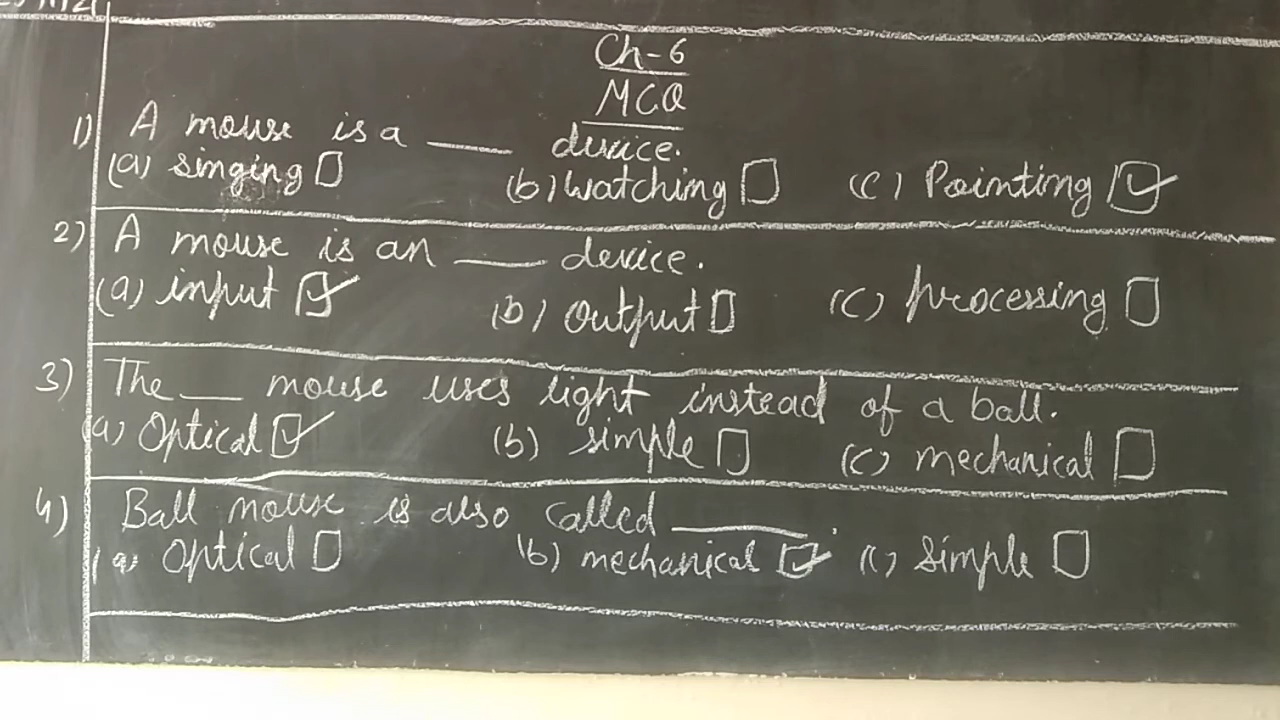 Ch-6
MCQ
1) A mouse is a ____ device.
(a) singing ☐ (b) watching ☐ (c) Pointing ☑
2) A mouse is an ____ device.
(a) input ☑ (b) output ☐ (c) processing ☐
3) The ___ mouse uses light instead of a ball.
(a) Optical ☑ (b) simple ☐ (c) mechanical ☐
4) Ball mouse is also called ______.
(a) Optical ☐ (b) mechanical ☑ (c) Simple ☐